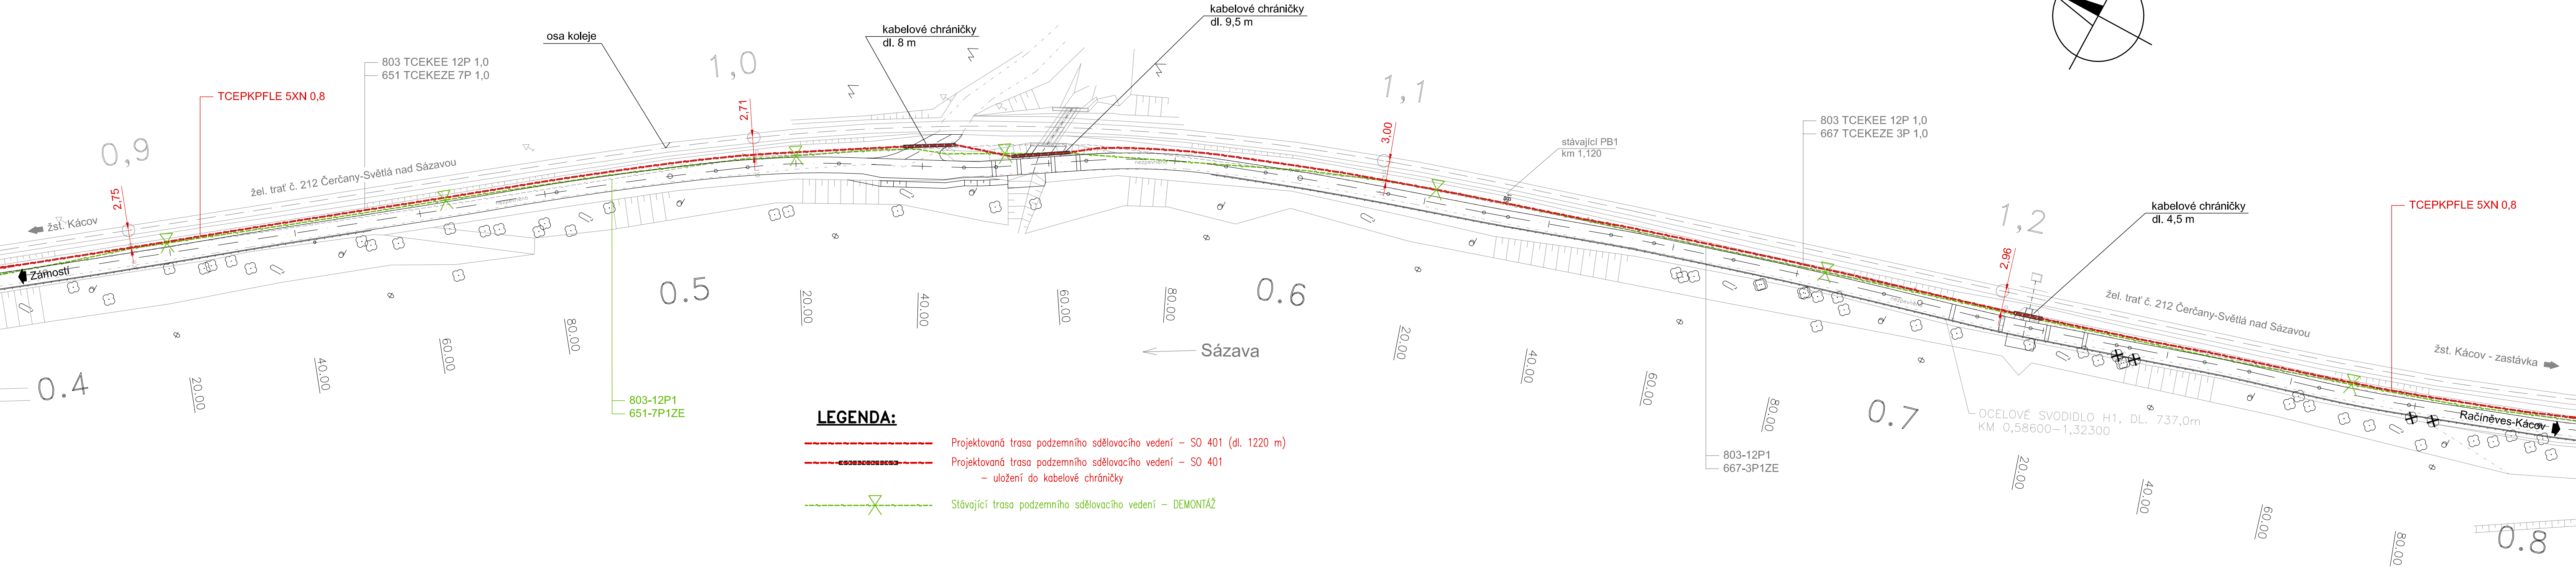 kabelové chráničky
dl. 9,5 m
kabelové chráničky
dl. 8 m
osa koleje
1,0
803 TCEKEE 12P 1,0
651 TCEKEZE 7P 1,0
TCEPKPFLE 5XN 0,8
2,71
1,1
3,00
803 TCEKEE 12P 1,0
667 TCEKEZE 3P 1,0
stávající PB1
km 1,120
0,9
žel. trať č. 212 Čerčany-Světlá nad Sázavou
2,75
žst. Kácov
Zámostí
nezpevněno
nezpevněno
nezpevněno
kabelové chráničky
dl. 4,5 m
TCEPKPFLE 5XN 0,8
1,2
2,96
žel. trať č. 212 Čerčany-Světlá nad Sázavou
žst. Kácov - zastávka
Račíněves-Kácov
0.4
20.00
40.00
60.00
80.00
0.5
20.00
40.00
60.00
80.00
0.6
20.00
40.00
60.00
80.00
0.7
20.00
40.00
60.00
80.00
0.8
Sázava
803-12P1
651-7P1ZE
803-12P1
667-3P1ZE
OCELOVÉ SVODIDLO H1, DL. 737,0m
KM 0,58600-1,32300
LEGENDA:
Projektovaná trasa podzemního sdělovacího vedení - SO 401 (dl. 1220 m)
Projektovaná trasa podzemního sdělovacího vedení - SO 401
- uložení do kabelové chráničky
Stávající trasa podzemního sdělovacího vedení - DEMONTÁŽ